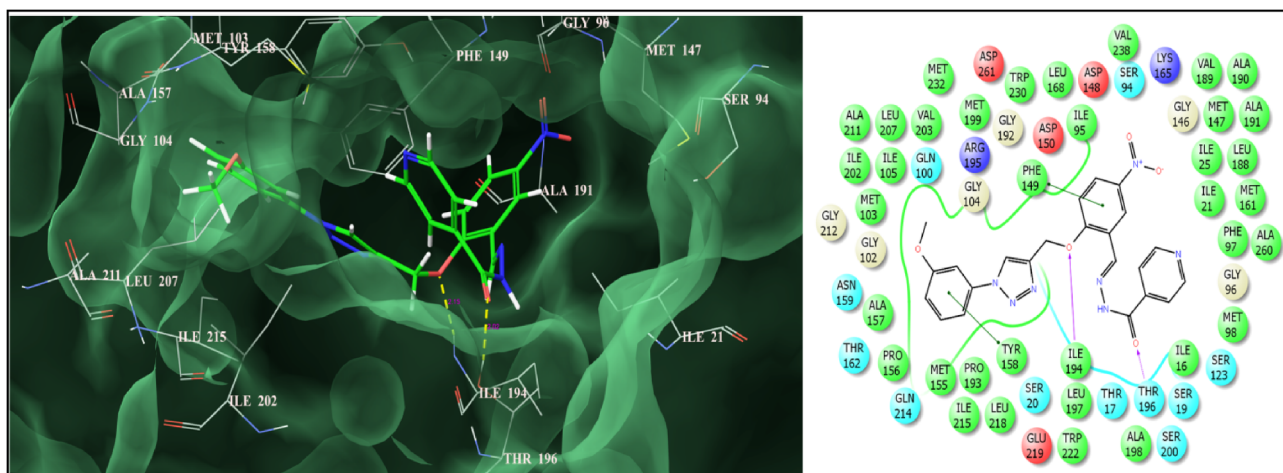 GLY 96
MET 103
TYR 158
PHE 149
MET 147
ALA 157
SER 94
GLY 104
ALA 191
ALA 211
LEU 207
ILE 215
ILE 21
ILE 194
ILE 202
THR 196
VAL 238
ASP 261
LYS 165
MET 232
TRP 230
LEU 168
ASP 148
SER 94
VAL 189
ALA 190
ALA 211
LEU 207
VAL 203
MET 199
GLY 192
ASP 150
ILE 95
GLY 146
MET 147
ALA 191
ILE 202
ILE 105
GLN 100
ARG 195
ILE 25
LEU 188
MET 103
GLY 104
PHE 149
ILE 21
MET 161
GLY 212
GLY 102
PHE 97
ALA 260
ASN 159
GLY 96
ALA 157
MET 98
THR 162
PRO 156
MET 155
PRO 193
TYR 158
ILE 194
ILE 16
SER 123
GLN 214
ILE 215
LEU 218
SER 20
LEU 197
THR 17
THR 196
SER 19
GLU 219
TRP 222
ALA 198
SER 200
N+
O
O-
O
O
N
N
N
N
N
HN
O